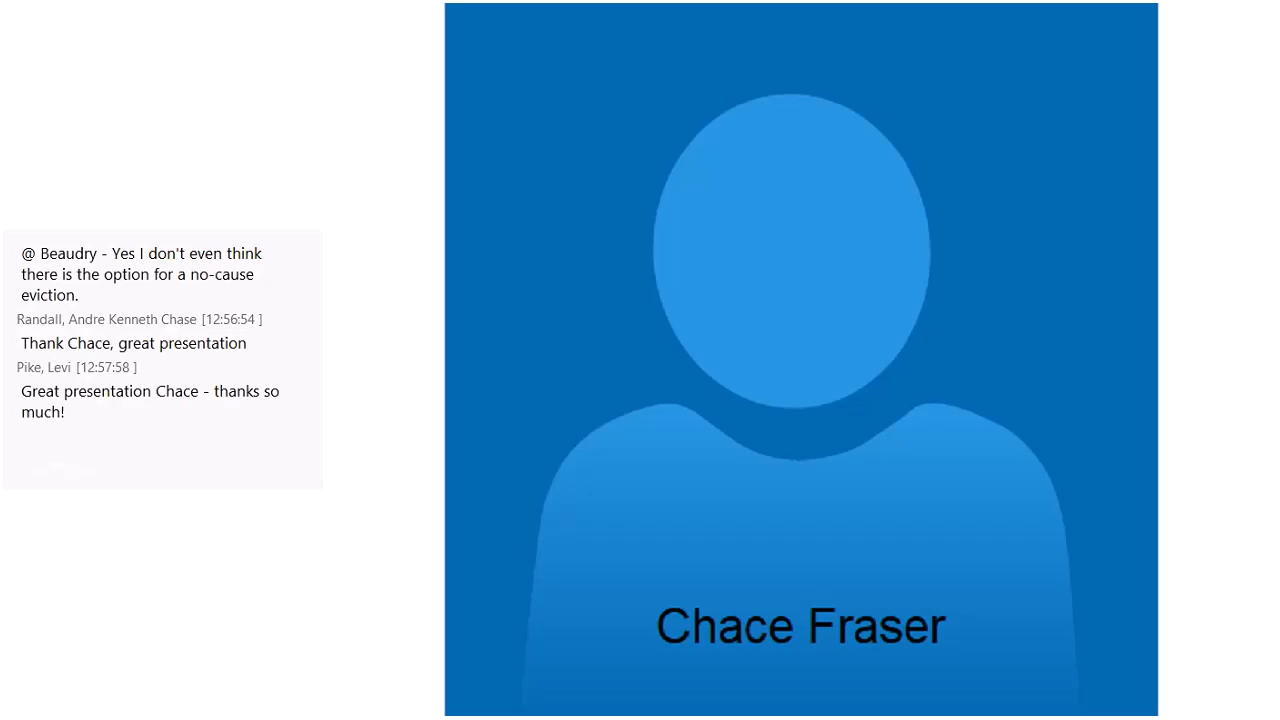 @ Beaudry - Yes I don't even think
there is the option for a no-cause
eviction.
Randall, Andre Kenneth Chase [12:56:54 ]
Thank Chace, great presentation
Pike, Levi [12:57:58 ]
Great presentation Chace - thanks so
much!
Chace Fraser